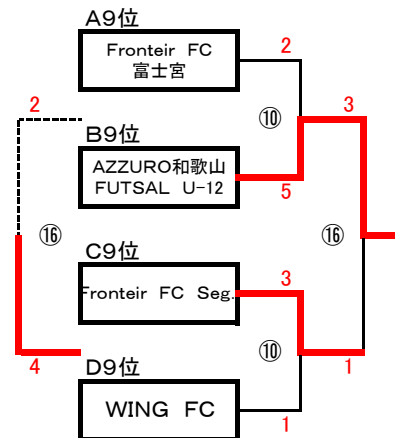 A9位
Fronteir FC
富士宮
2
2
⑩
3
B9位
AZZURO和歌山
FUTSAL U-12
5
⑯
⑯
C9位
Fronteir FC Seg.
3
⑩
D9位
4
1
WING FC
1